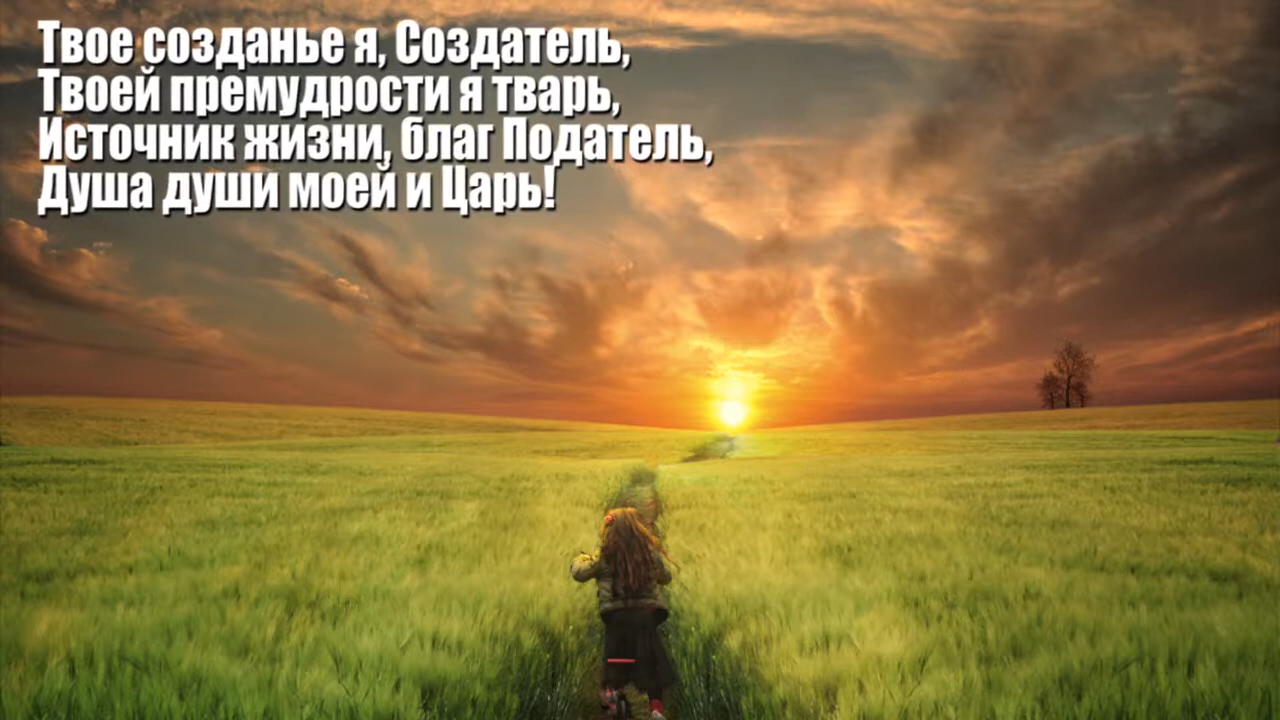 Твое созданье я, Создатель,
Твоей премудрости я тварь,
Источник жизни, благ Податель,
Душа души моей и Царь!